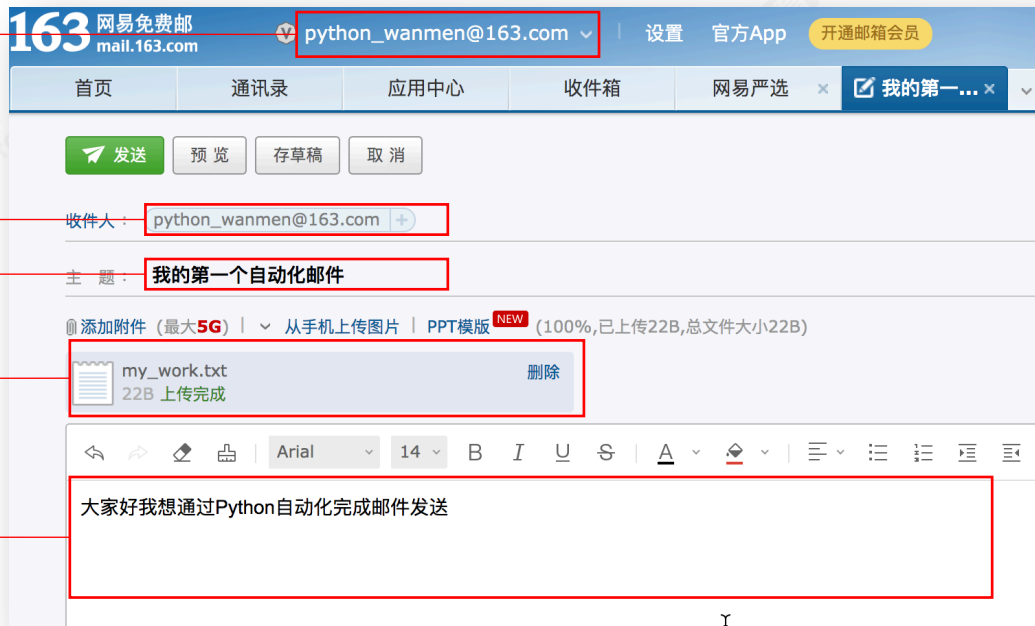 163 网易免费邮
mail.163.com
python_wanmen@163.com
设置
官方App
开通邮箱会员
首页
通讯录
应用中心
收件箱
网易严选 ×
我的第一... ×
发送
预 览
存草稿
取 消
收件人： python_wanmen@163.com +
主 题： 我的第一个自动化邮件
添加附件 (最大5G) | 从手机上传图片 | PPT模版 NEW (100%,已上传22B,总文件大小22B)
my_work.txt
删除
22B 上传完成
Arial 14 B I U S A
大家好我想通过Python自动化完成邮件发送